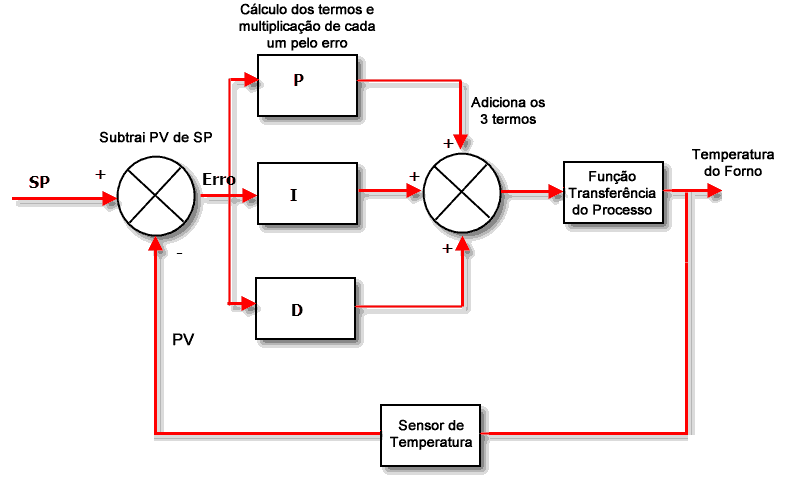 Cálculo dos termos e
multiplicação de cada
um pelo erro
P
Adiciona os
3 termos
Subtrai PV de SP
+
Temperatura
do Forno
+
SP
Erro
I
+
Função
Transferência
do Processo
-
+
D
PV
Sensor de
Temperatura